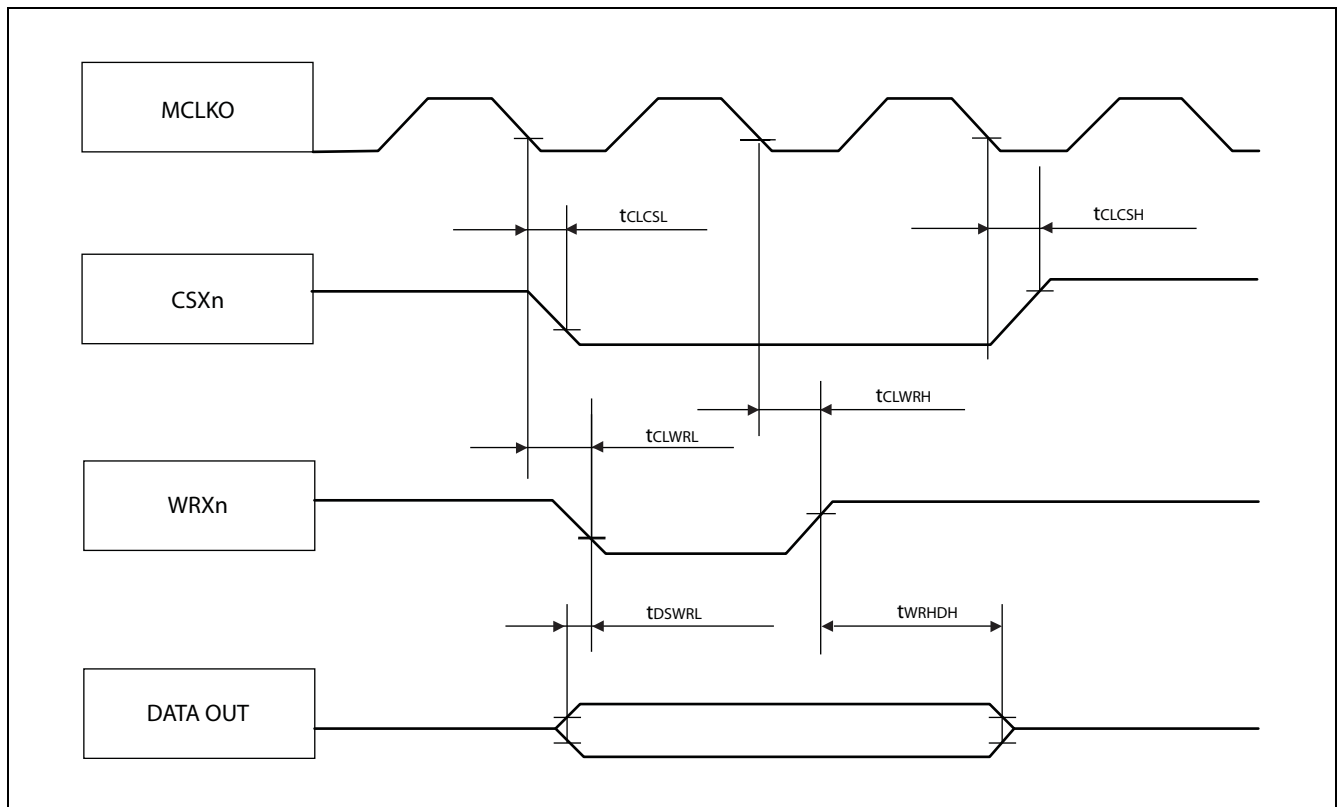 MCLKO
tCLCSL
tCLCSH
CSXn
tCLWRH
tCLWRL
WRXn
tDSWRL
tWRHDH
DATA OUT